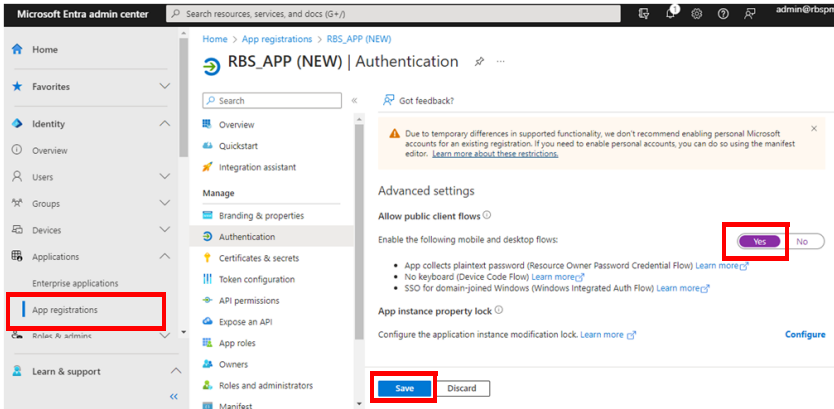 Microsoft Entra admin center
Search resources, services, and docs (G+/)
1
admin@rbspm
Home
Favorites
Identity
Overview
Users
Groups
Devices
Applications
Enterprise applications
App registrations
Roles & admins
Learn & support
Home > App registrations > RBS_APP (NEW)
RBS_APP (NEW) | Authentication
Search
Overview
Quickstart
Integration assistant
Manage
Branding & properties
Authentication
Certificates & secrets
Token configuration
API permissions
Expose an API
App roles
Owners
Roles and administrators
Manifest
Got feedback?
Due to temporary differences in supported functionality, we don't recommend enabling personal Microsoft
accounts for an existing registration. If you need to enable personal accounts, you can do so using the manifest
editor. Learn more about these restrictions.
Advanced settings
Allow public client flows
Enable the following mobile and desktop flows:
Yes No
• App collects plaintext password (Resource Owner Password Credential Flow) Learn more
• No keyboard (Device Code Flow) Learn more
• SSO for domain-joined Windows (Windows Integrated Auth Flow) Learn more
App instance property lock
Configure the application instance modification lock. Learn more
Configure
Save Discard